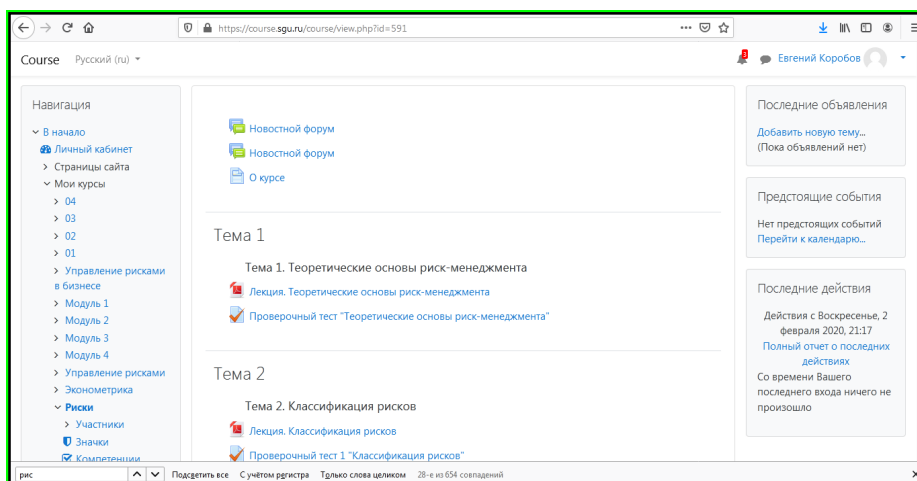 https://course.sgu.ru/course/view.php?id=591
Course Русский (ru)
3
Евгений Коробов
Навигация
В начало
Личный кабинет
Страницы сайта
Мои курсы
04
03
02
01
Управление рисками
в бизнесе
Модуль 1
Модуль 2
Модуль 3
Модуль 4
Управление рисками
Эконометрика
Риски
Участники
Значки
Компетенции
Новостной форум
Новостной форум
О курсе
Тема 1
Тема 1. Теоретические основы риск-менеджмента
Лекция. Теоретические основы риск-менеджмента
Проверочный тест "Теоретические основы риск-менеджмента"
Тема 2
Тема 2. Классификация рисков
Лекция. Классификация рисков
Проверочный тест 1 "Классификация рисков"
Последние объявления
Добавить новую тему...
(Пока объявлений нет)
Предстоящие события
Нет предстоящих событий
Перейти к календарю...
Последние действия
Действия с Воскресенье, 2
февраля 2020, 21:17
Полный отчет о последних
действиях
Со времени Вашего
последнего входа ничего не
произошло
рис
Подсветить все С учётом регистра Только слова целиком 28-е из 654 совпадений